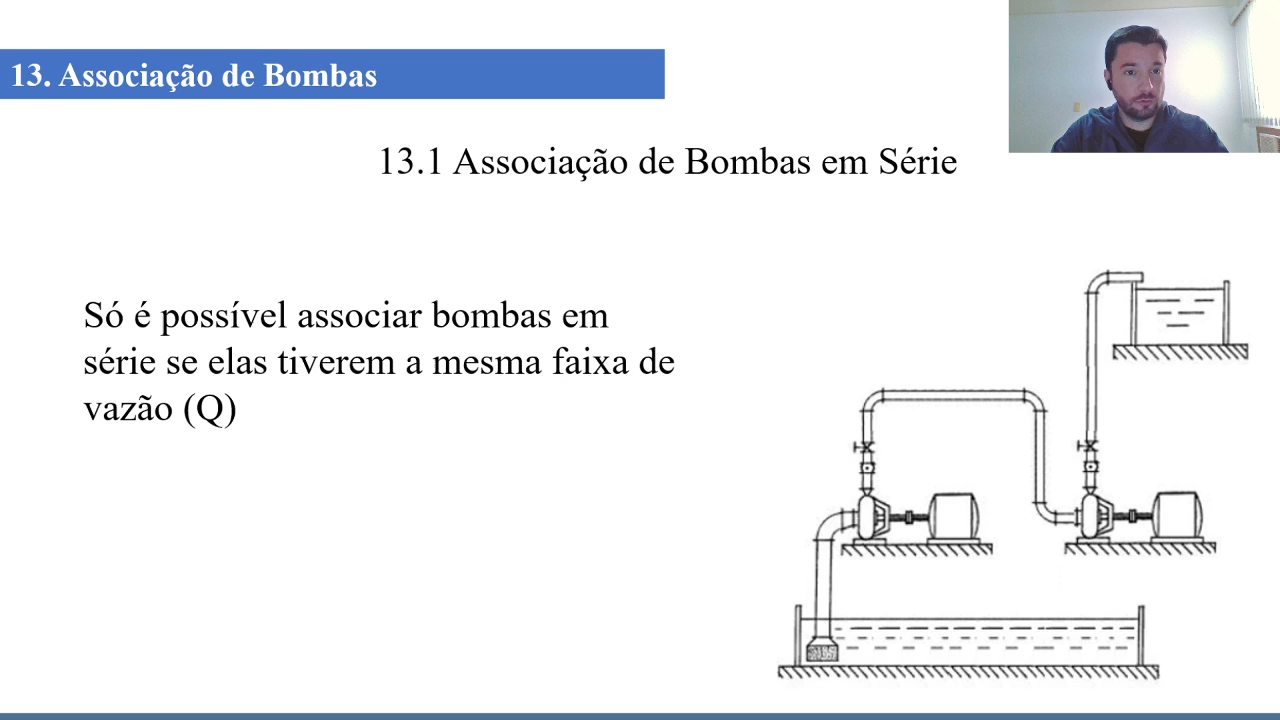 13. Associação de Bombas
13.1 Associação de Bombas em Série
Só é possível associar bombas em
série se elas tiverem a mesma faixa de
vazão (Q)